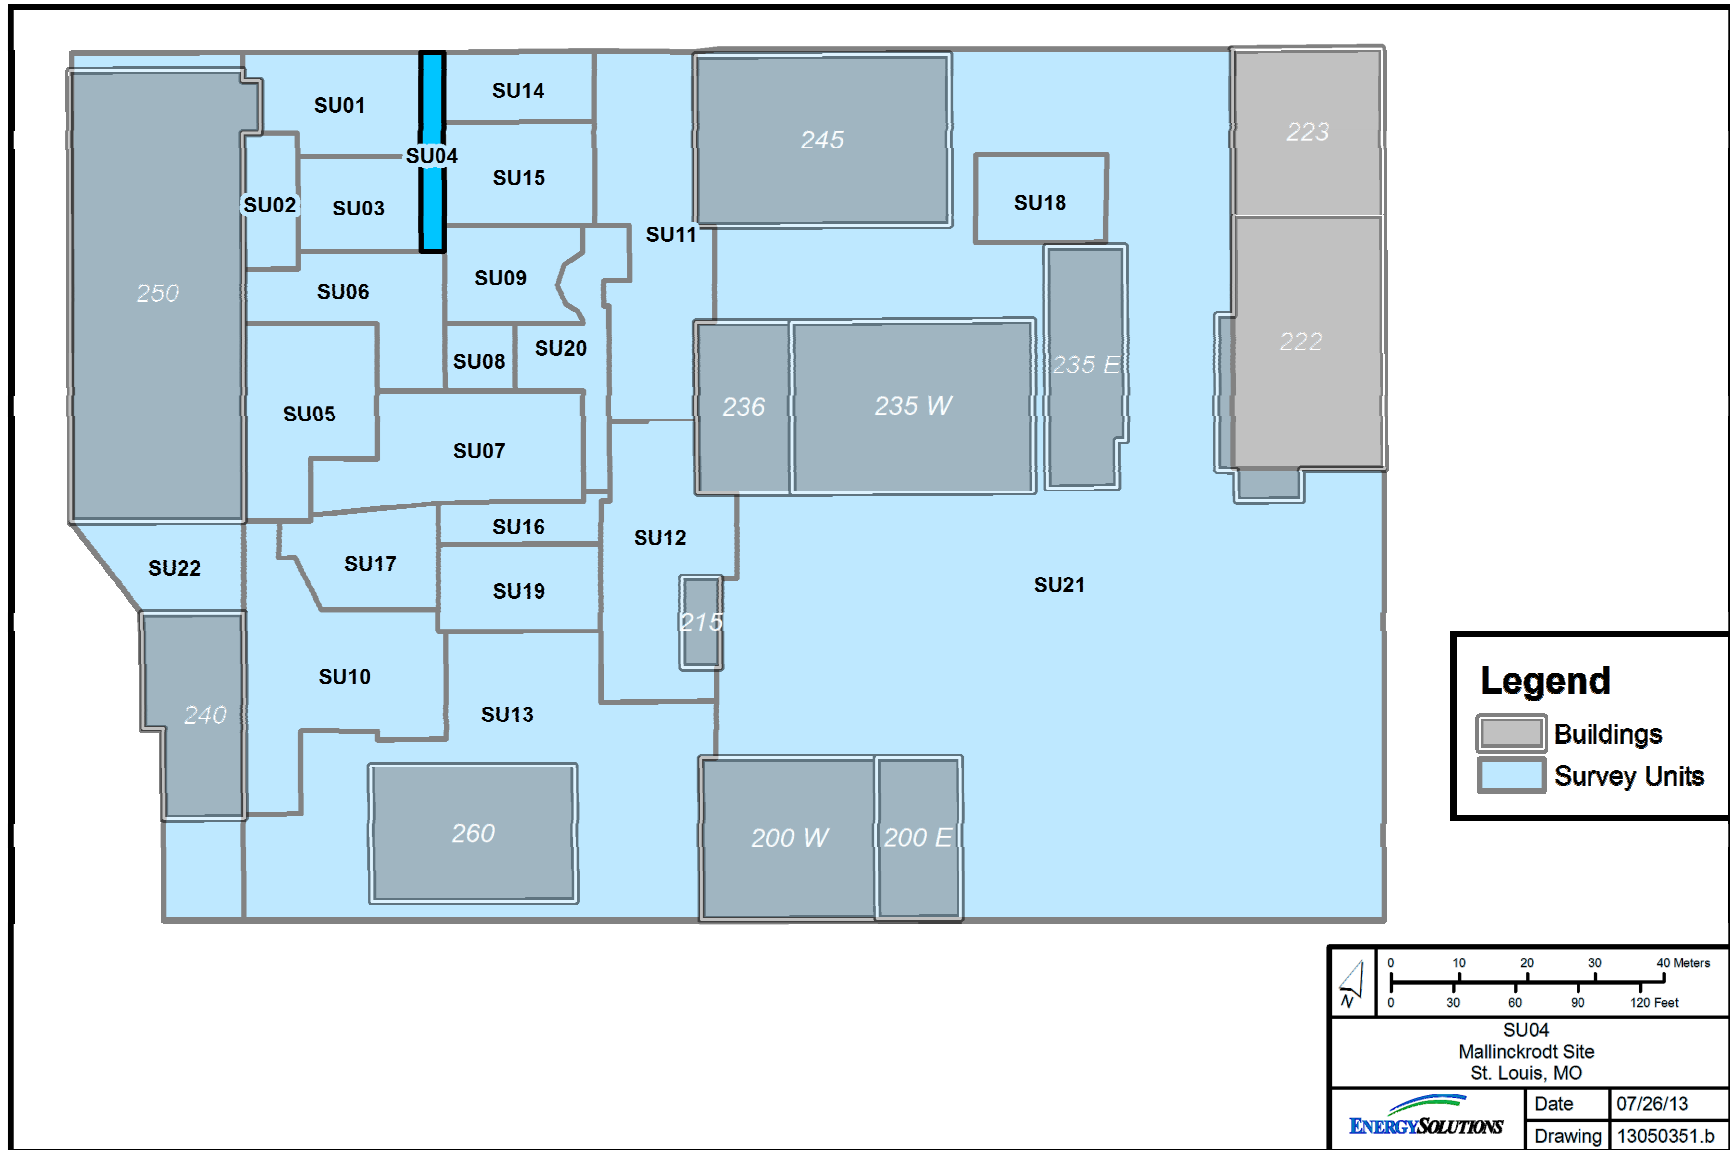 SU01
SU14
245
223
SU04
SU15
SU18
SU02
SU03
SU11
250
SU06
SU09
222
SU08
SU20
235 E
236
235 W
SU05
SU07
SU16
SU12
SU17
SU22
SU19
SU21
215
SU10
240
SU13
260
200 W
200 E
Legend
Buildings
Survey Units
N
0 10 20 30 40 Meters
0 30 60 90 120 Feet
SU04
Mallinckrodt Site
St. Louis, MO
ENERGYSOLUTIONS
Date 07/26/13
Drawing 13050351.b